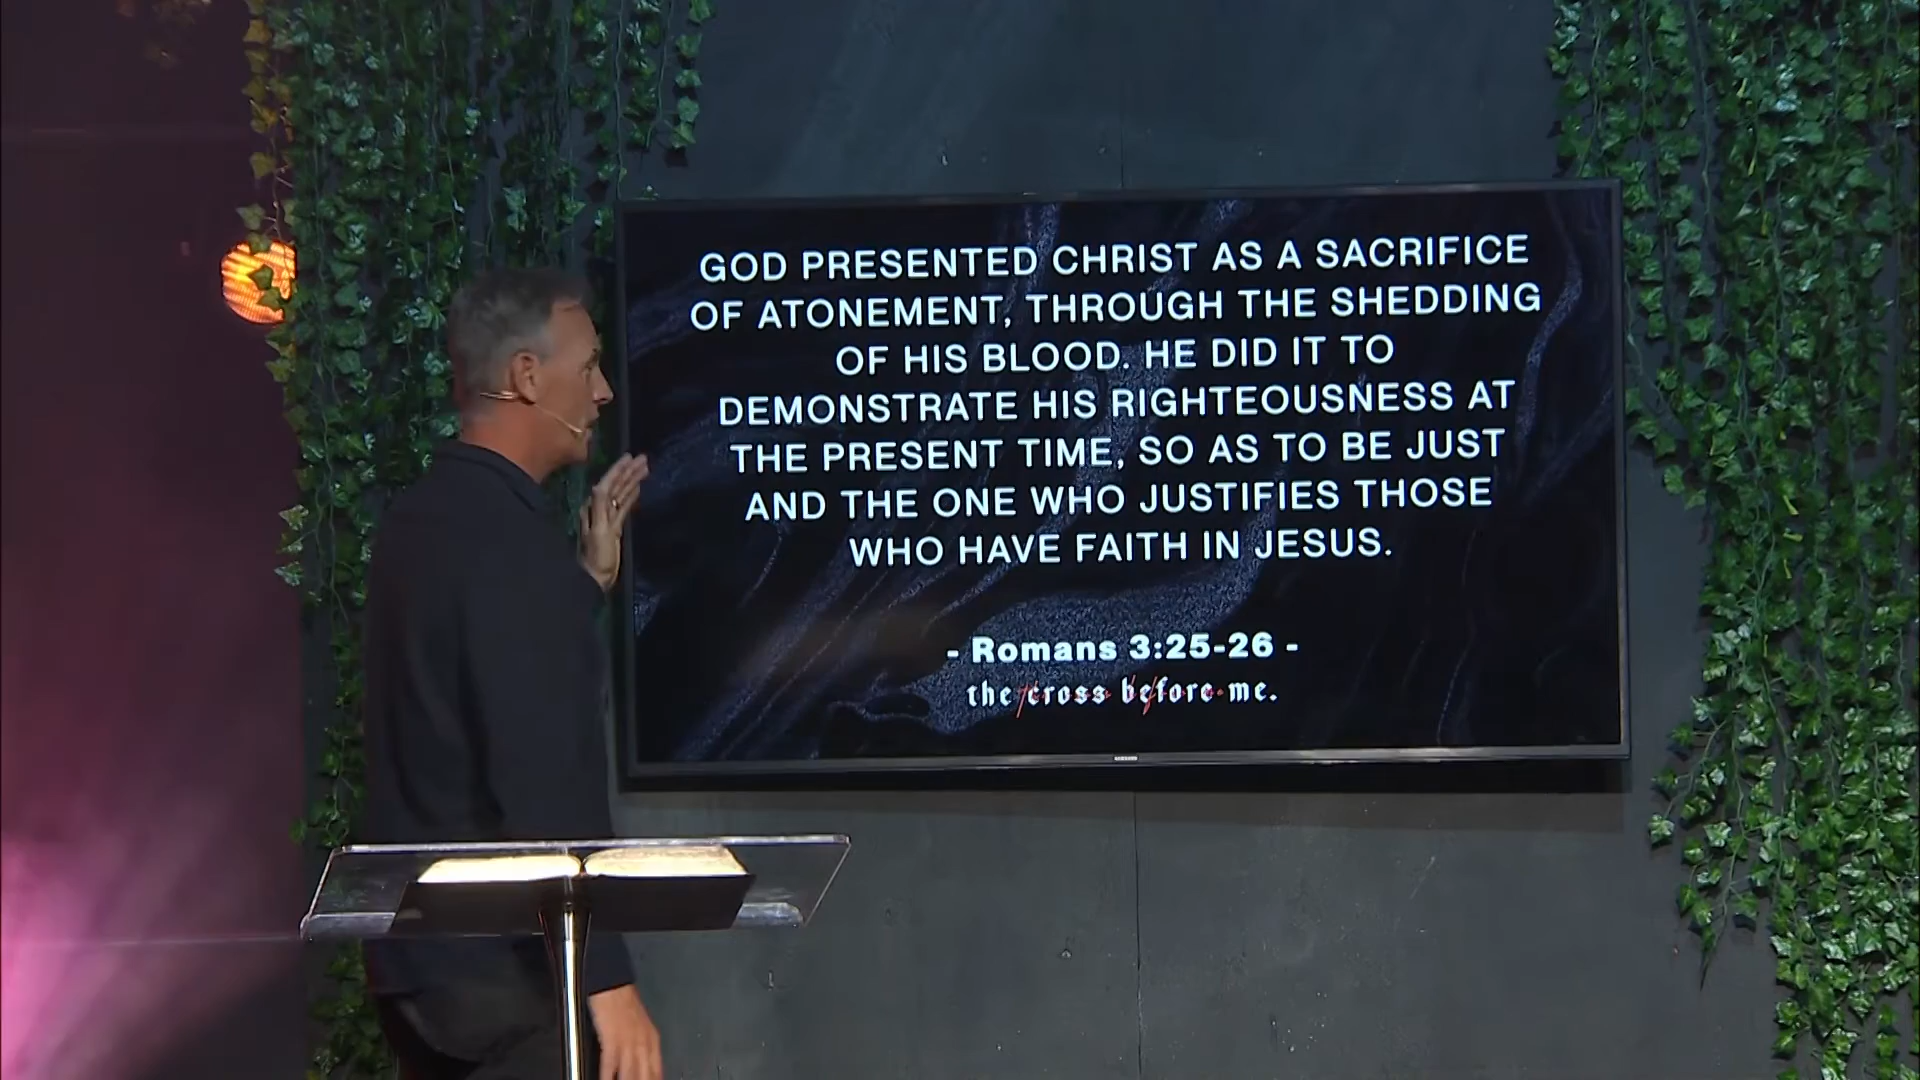 GOD PRESENTED CHRIST AS A SACRIFICE
OF ATONEMENT, THROUGH THE SHEDDING
OF HIS BLOOD. HE DID IT TO
DEMONSTRATE HIS RIGHTEOUSNESS AT
THE PRESENT TIME, SO AS TO BE JUST
AND THE ONE WHO JUSTIFIES THOSE
WHO HAVE FAITH IN JESUS.
- Romans 3:25-26 -
the cross before me.